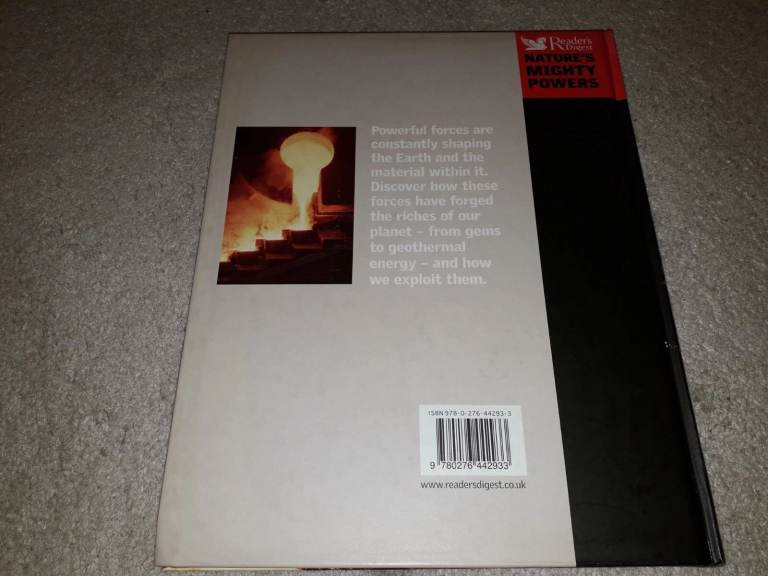 Reader's
Digest
NATURE'S
MIGHTY
POWERS
Powerful forces are
constantly shaping
the Earth and the
material within it.
Discover how these
forces have forged
the riches of our
planet – from gems
to geothermal
energy – and how
we exploit them.
ISBN 978-0-276-44293-3
9 780276 442933
www.readersdigest.co.uk